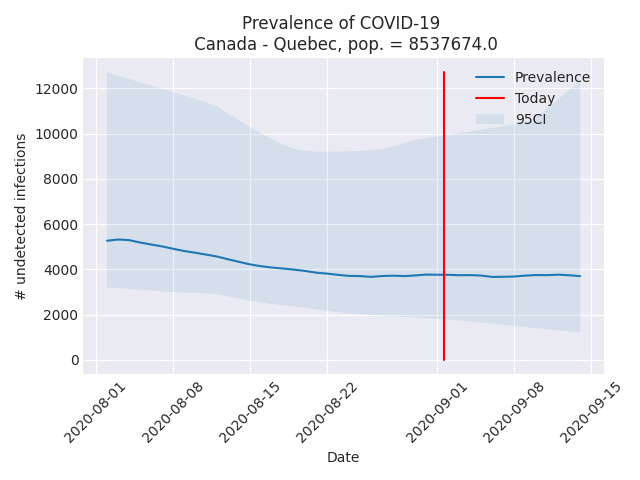 Prevalence of COVID-19
Canada - Quebec, pop. = 8537674.0
Prevalence
Today
95CI
12000
10000
8000
6000
4000
2000
0
# undetected infections
2020-08-01
2020-08-08
2020-08-15
2020-08-22
2020-09-01
2020-09-08
2020-09-15
Date